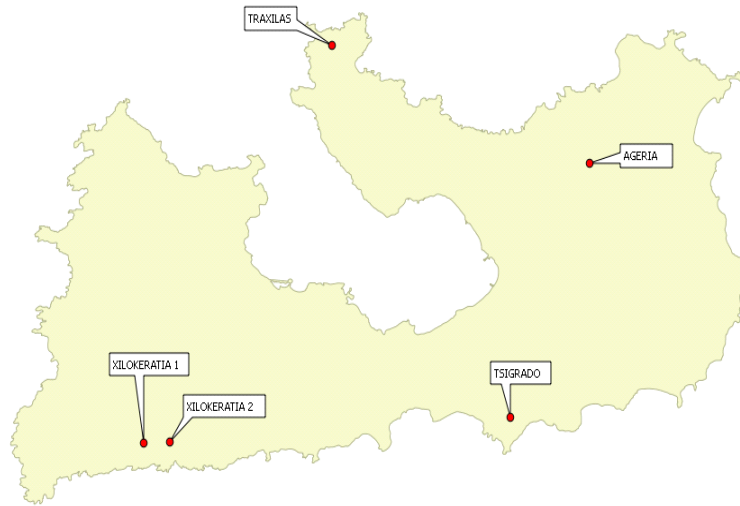 TRAXILAS
AGERIA
XILOKERATIA 1
TSIGRADO
XILOKERATIA 2